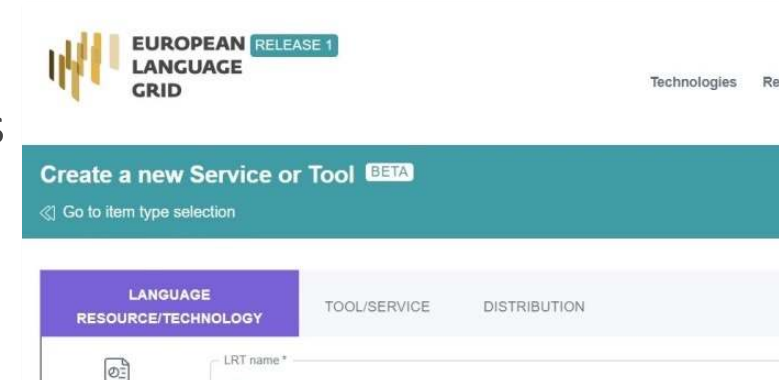 EUROPEAN RELEASE 1
LANGUAGE
GRID
Technologies
Create a new Service or Tool BETA
Go to item type selection
LANGUAGE
RESOURCE/TECHNOLOGY
TOOL/SERVICE DISTRIBUTION
LRT name *